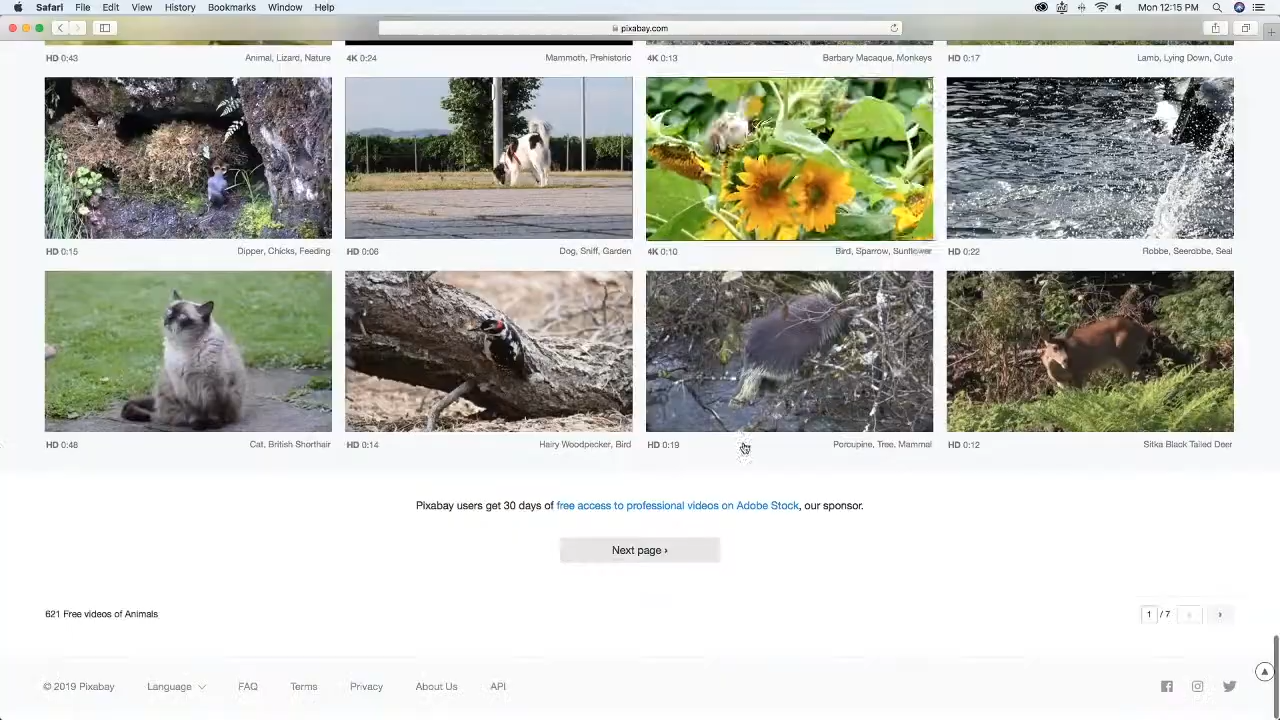 Safari File Edit View History Bookmarks Window Help Mon 12:15 PM
pixabay.com
HD 0:43 Animal, Lizard, Nature 4K 0:24 Mammoth, Prehistoric 4K 0:13 Barbary Macaque, Monkeys HD 0:17 Lamb, Lying Down, Cute
HD 0:15 Dipper, Chicks, Feeding HD 0:06 Dog, Sniff, Garden 4K 0:10 Bird, Sparrow, Sunflower HD 0:22 Robbe, Seerobbe, Seal
HD 0:48 Cat, British Shorthair HD 0:14 Hairy Woodpecker, Bird HD 0:19 Porcupine, Tree, Mammal HD 0:12 Sitka Black Tailed Deer
Pixabay users get 30 days of free access to professional videos on Adobe Stock, our sponsor.
Next page ›
621 Free videos of Animals 1 / 7 ‹ ›
© 2019 Pixabay Language FAQ Terms Privacy About Us API